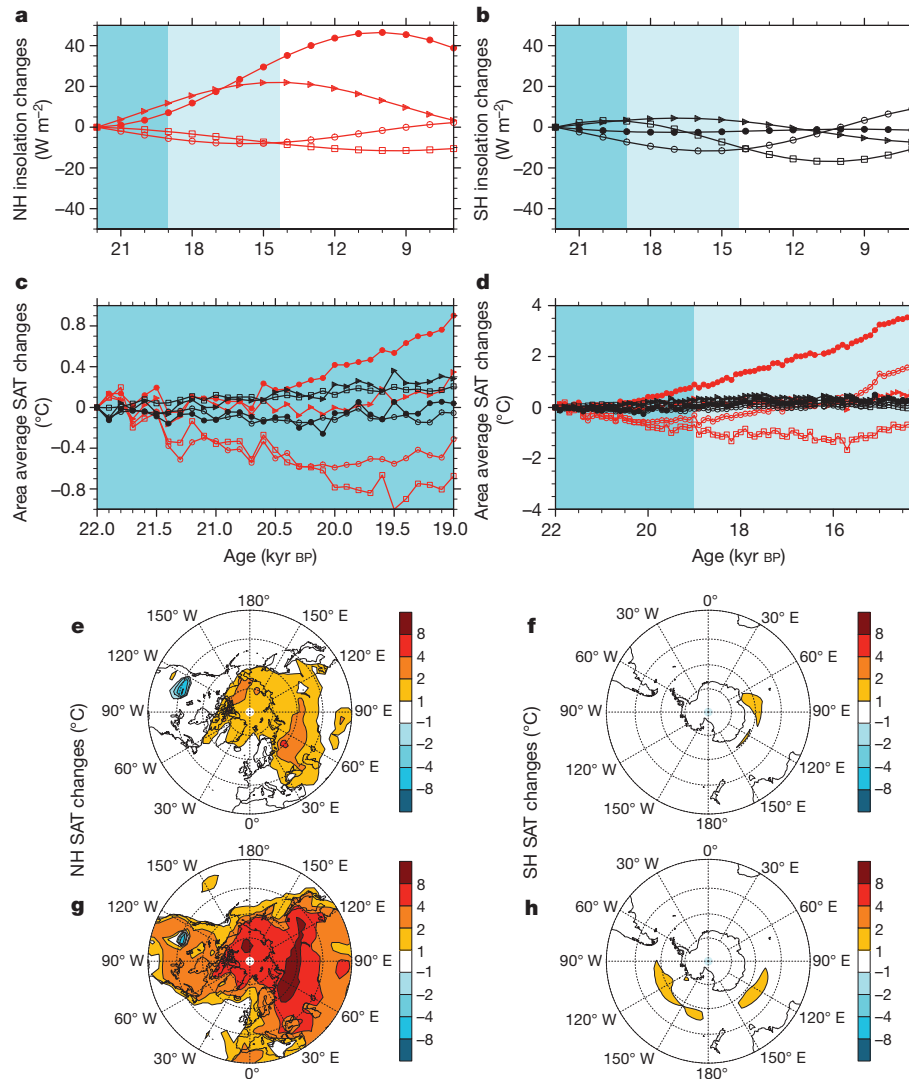 a
NH insolation changes
(W m⁻²)
40
20
0
−20
−40
21 18 15 12 9
b
SH insolation changes
(W m⁻²)
40
20
0
−20
−40
21 18 15 12 9
c
Area average SAT changes
(°C)
0.8
0.4
0
−0.4
−0.8
22.0 21.5 21.0 20.5 20.0 19.5 19.0
Age (kyr BP)
d
Area average SAT changes
(°C)
4
2
0
−2
−4
22 20 18 16
Age (kyr BP)
NH SAT changes (°C)
e
180°
150° W 150° E
120° W 120° E
90° W 90° E
60° W 60° E
30° W 30° E
0°
8
4
2
1
−1
−2
−4
−8
SH SAT changes (°C)
f
0°
30° W 30° E
60° W 60° E
90° W 90° E
120° W 120° E
150° W 150° E
180°
8
4
2
1
−1
−2
−4
−8
g
180°
150° W 150° E
120° W 120° E
90° W 90° E
60° W 60° E
30° W 30° E
0°
8
4
2
1
−1
−2
−4
−8
h
0°
30° W 30° E
60° W 60° E
90° W 90° E
120° W 120° E
150° W 150° E
180°
8
4
2
1
−1
−2
−4
−8